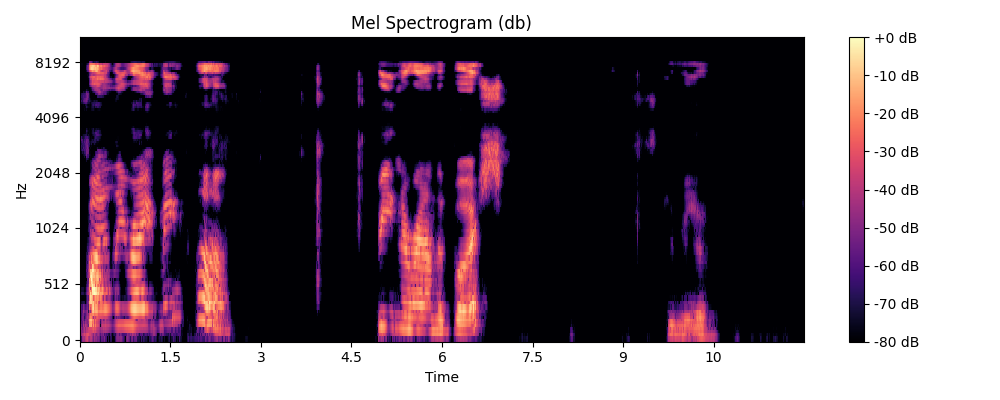 Mel Spectrogram (db)
8192
4096
2048
1024
512
0
Hz
0 1.5 3 4.5 6 7.5 9 10
Time
+0 dB
-10 dB
-20 dB
-30 dB
-40 dB
-50 dB
-60 dB
-70 dB
-80 dB